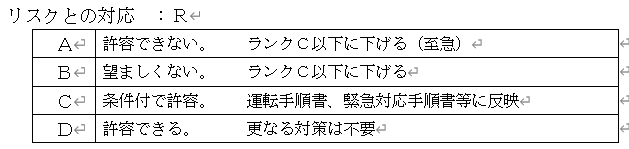 リスクとの対応　：Ｒ
Ａ　許容できない。　ランクＣ以下に下げる（至急）
Ｂ　望ましくない。　ランクＣ以下に下げる
Ｃ　条件付で許容。　運転手順書、緊急対応手順書等に反映
Ｄ　許容できる。　更なる対策は不要